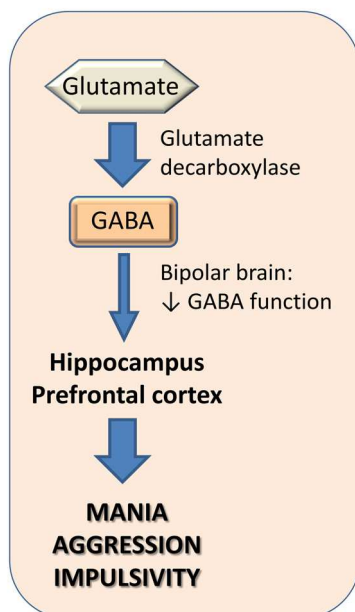 Glutamate
Glutamate
decarboxylase
GABA
Bipolar brain:
↓ GABA function
Hippocampus
Prefrontal cortex
MANIA
AGGRESSION
IMPULSIVITY